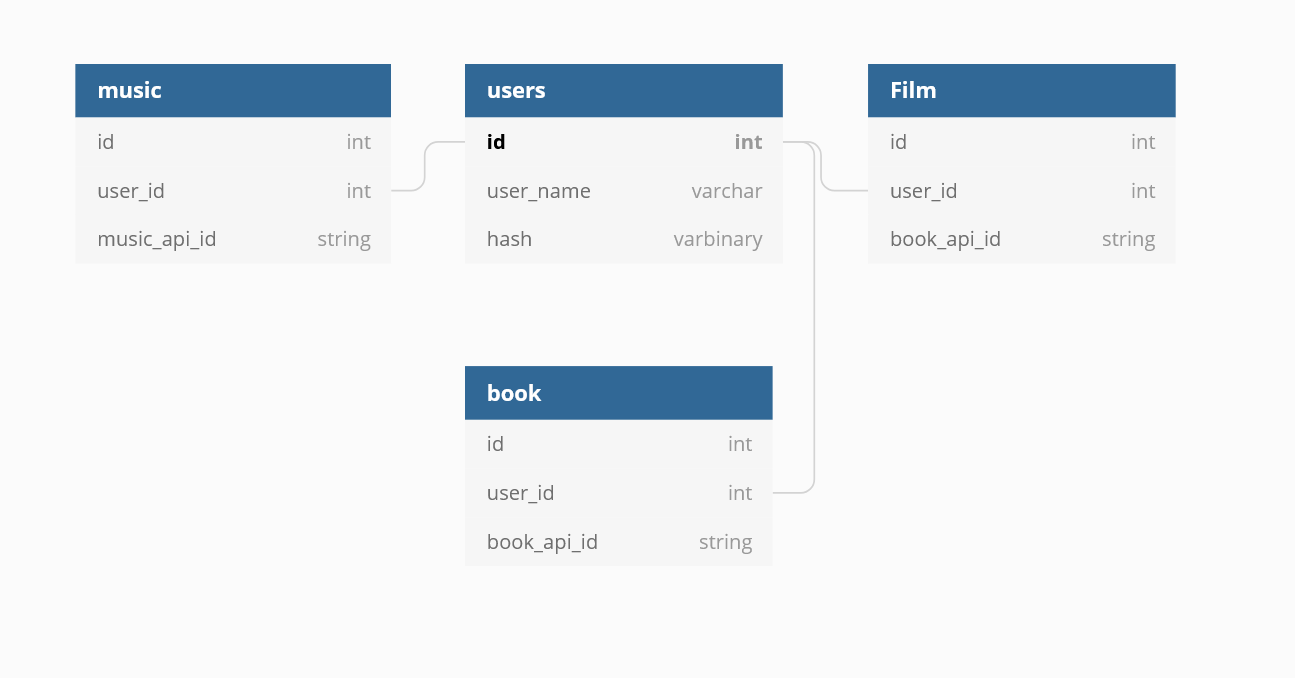 music
id int
user_id int
music_api_id string
users
id int
user_name varchar
hash varbinary
Film
id int
user_id int
book_api_id string
book
id int
user_id int
book_api_id string